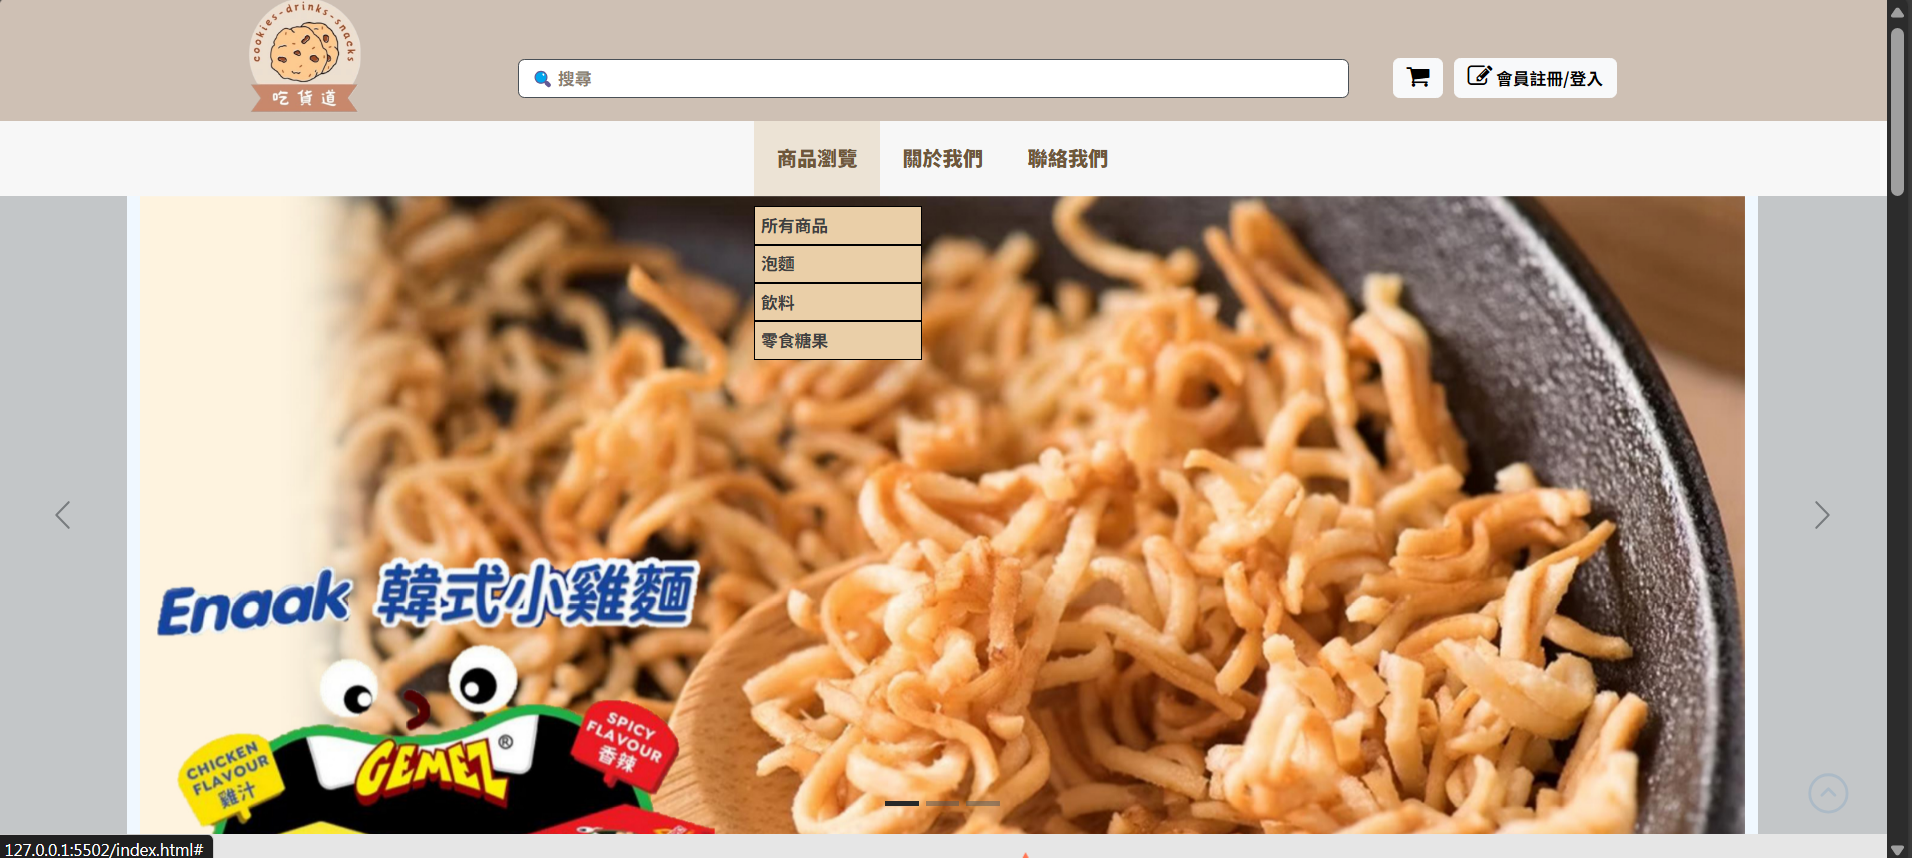 cookies-drinks-snacks
吃貨道
搜尋
會員註冊/登入
商品瀏覽 關於我們 聯絡我們
所有商品
泡麵
飲料
零食糖果
Enaak 韓式小雞麵
CHICKEN
FLAVOUR
雞汁
GEMEZ®
SPICY
FLAVOUR
香辣
127.0.0.1:5502/index.html#